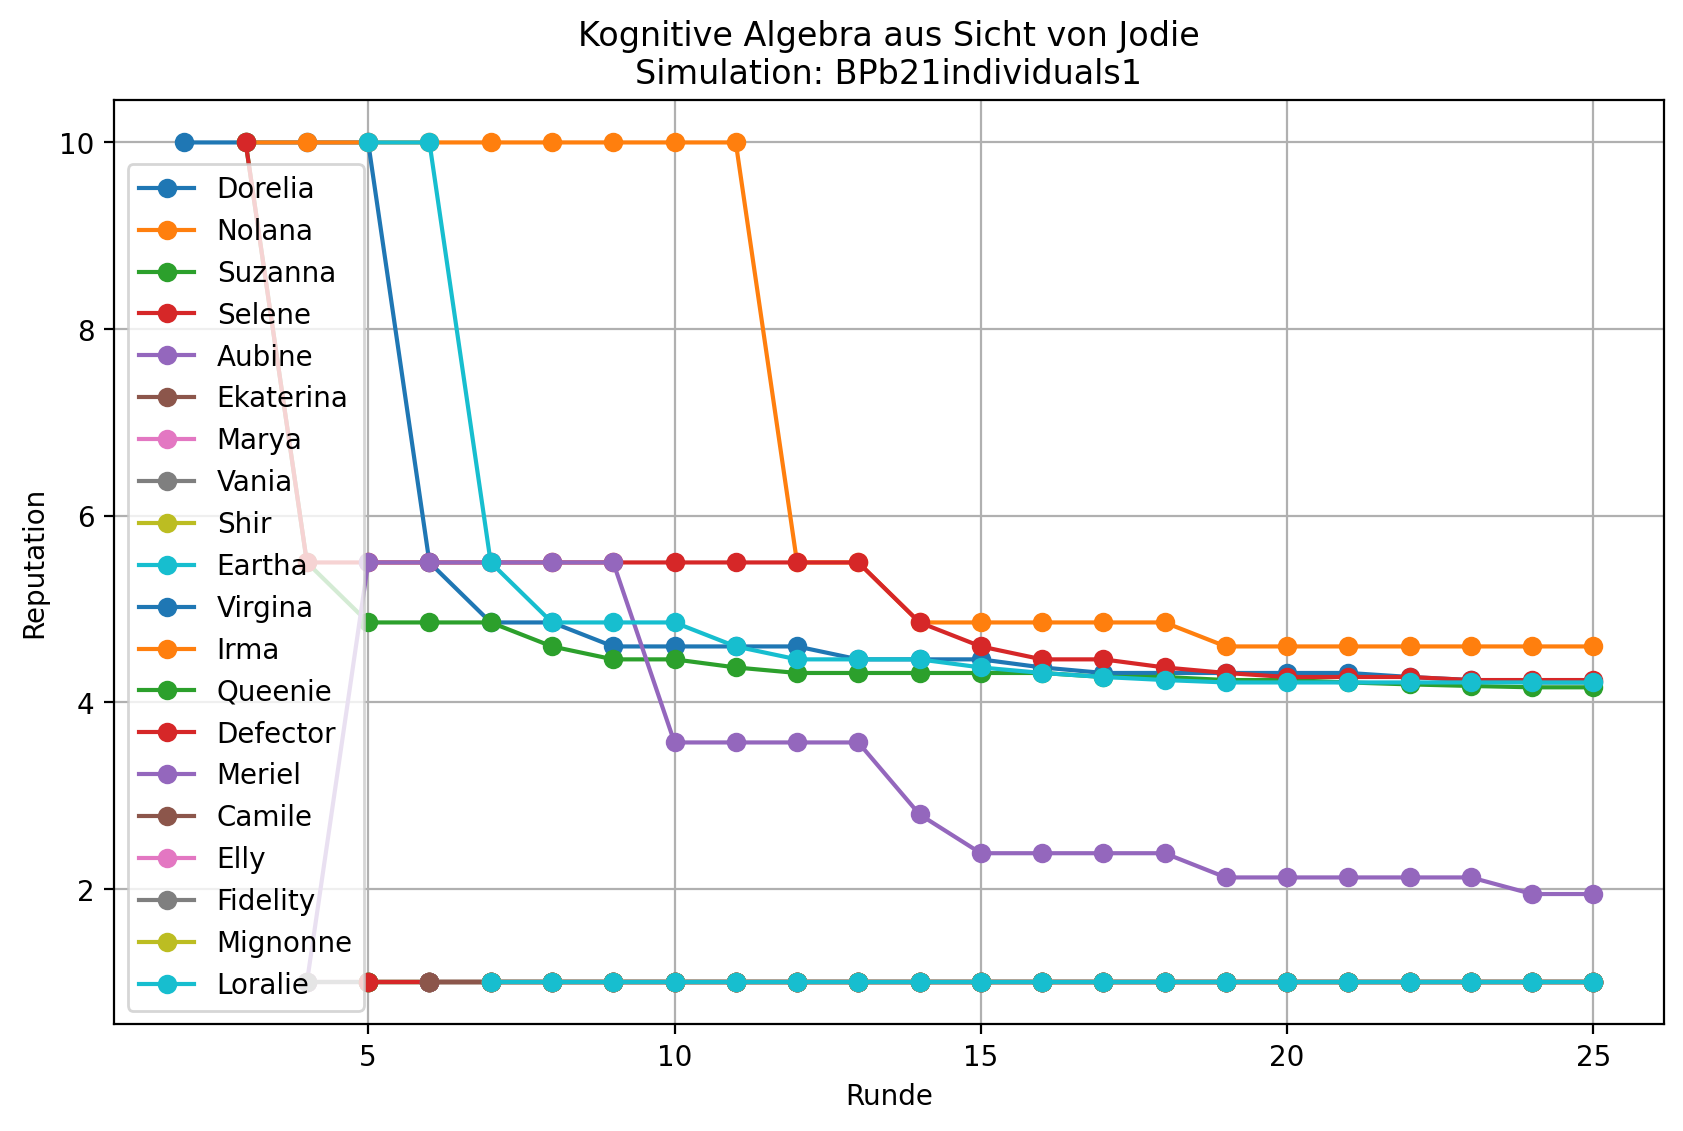 Kognitive Algebra aus Sicht von Jodie
Simulation: BPb21individuals1
Reputation
10
8
6
4
2
Dorelia
Nolana
Suzanna
Selene
Aubine
Ekaterina
Marya
Vania
Shir
Eartha
Virgina
Irma
Queenie
Defector
Meriel
Camile
Elly
Fidelity
Mignonne
Loralie
5 10 15 20 25
Runde